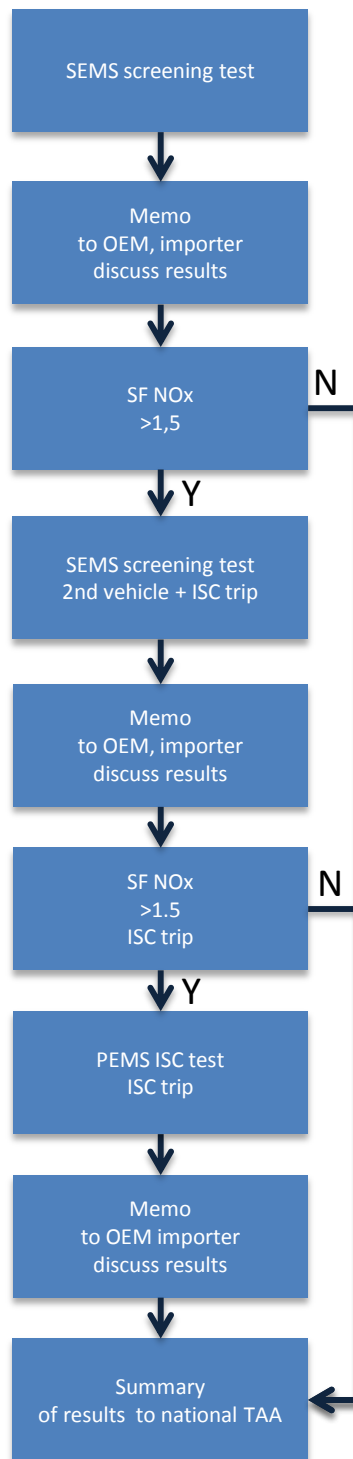 SEMS screening test
Memo
to OEM, importer
discuss results
SF NOx
>1,5
N
Y
SEMS screening test
2nd vehicle + ISC trip
Memo
to OEM, importer
discuss results
SF NOx
>1.5
ISC trip
N
Y
PEMS ISC test
ISC trip
Memo
to OEM importer
discuss results
Summary
of results to national TAA